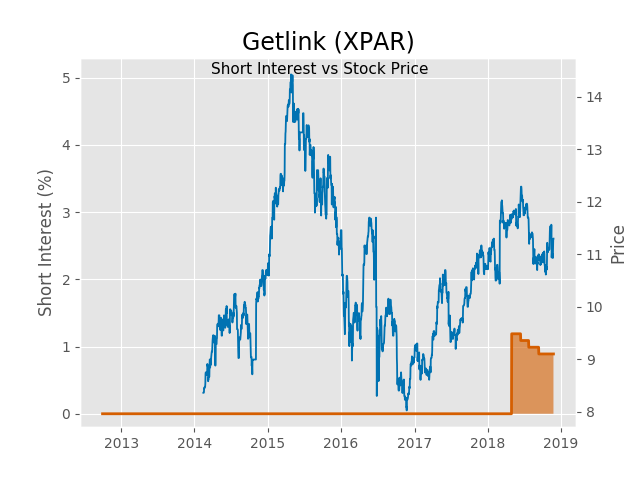 Getlink (XPAR)
Short Interest vs Stock Price
Short Interest (%)
5
4
3
2
1
0
14
13
12
11
10
9
8
Price
2013 2014 2015 2016 2017 2018 2019